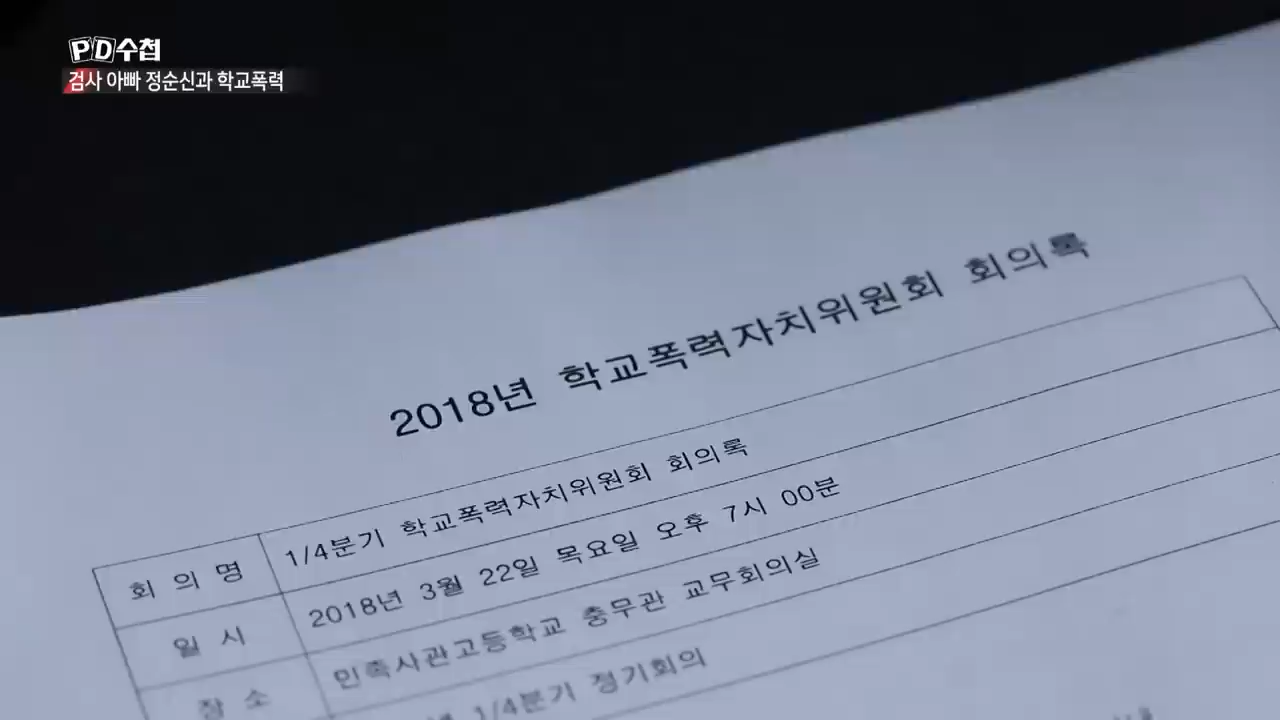 PD수첩
검사 아빠 정순신과 학교폭력
2018년 학교폭력자치위원회 회의록
회 의 명 1/4분기 학교폭력자치위원회 회의록
일 시 2018년 3월 22일 목요일 오후 7시 00분
장 소 민족사관고등학교 충무관 교무회의실
1/4분기 정기회의